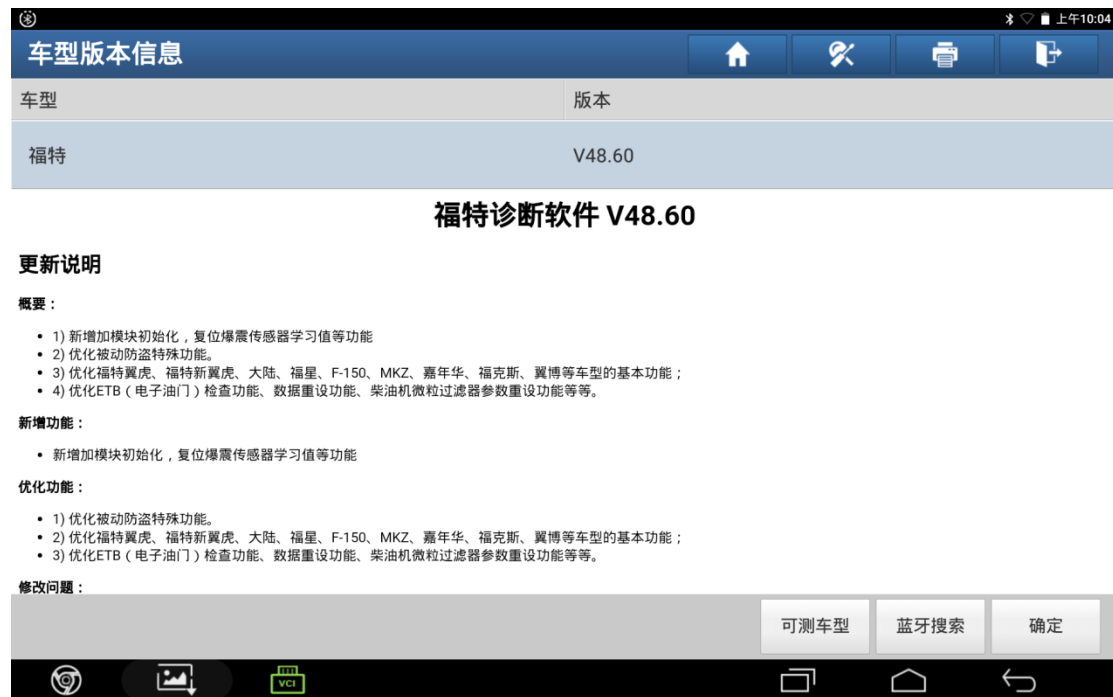 上午10:04
车型版本信息
车型 版本
福特 V48.60
福特诊断软件 V48.60
更新说明
概要：
• 1) 新增加模块初始化，复位爆震传感器学习值等功能
• 2) 优化被动防盗特殊功能。
• 3) 优化福特翼虎、福特新翼虎、大陆、福星、F-150、MKZ、嘉年华、福克斯、翼博等车型的基本功能；
• 4) 优化ETB（电子油门）检查功能、数据重设功能、柴油机微粒过滤器参数重设功能等等。
新增功能：
• 新增加模块初始化，复位爆震传感器学习值等功能
优化功能：
• 1) 优化被动防盗特殊功能。
• 2) 优化福特翼虎、福特新翼虎、大陆、福星、F-150、MKZ、嘉年华、福克斯、翼博等车型的基本功能；
• 3) 优化ETB（电子油门）检查功能、数据重设功能、柴油机微粒过滤器参数重设功能等等。
修改问题：
可测车型 蓝牙搜索 确定
VCI